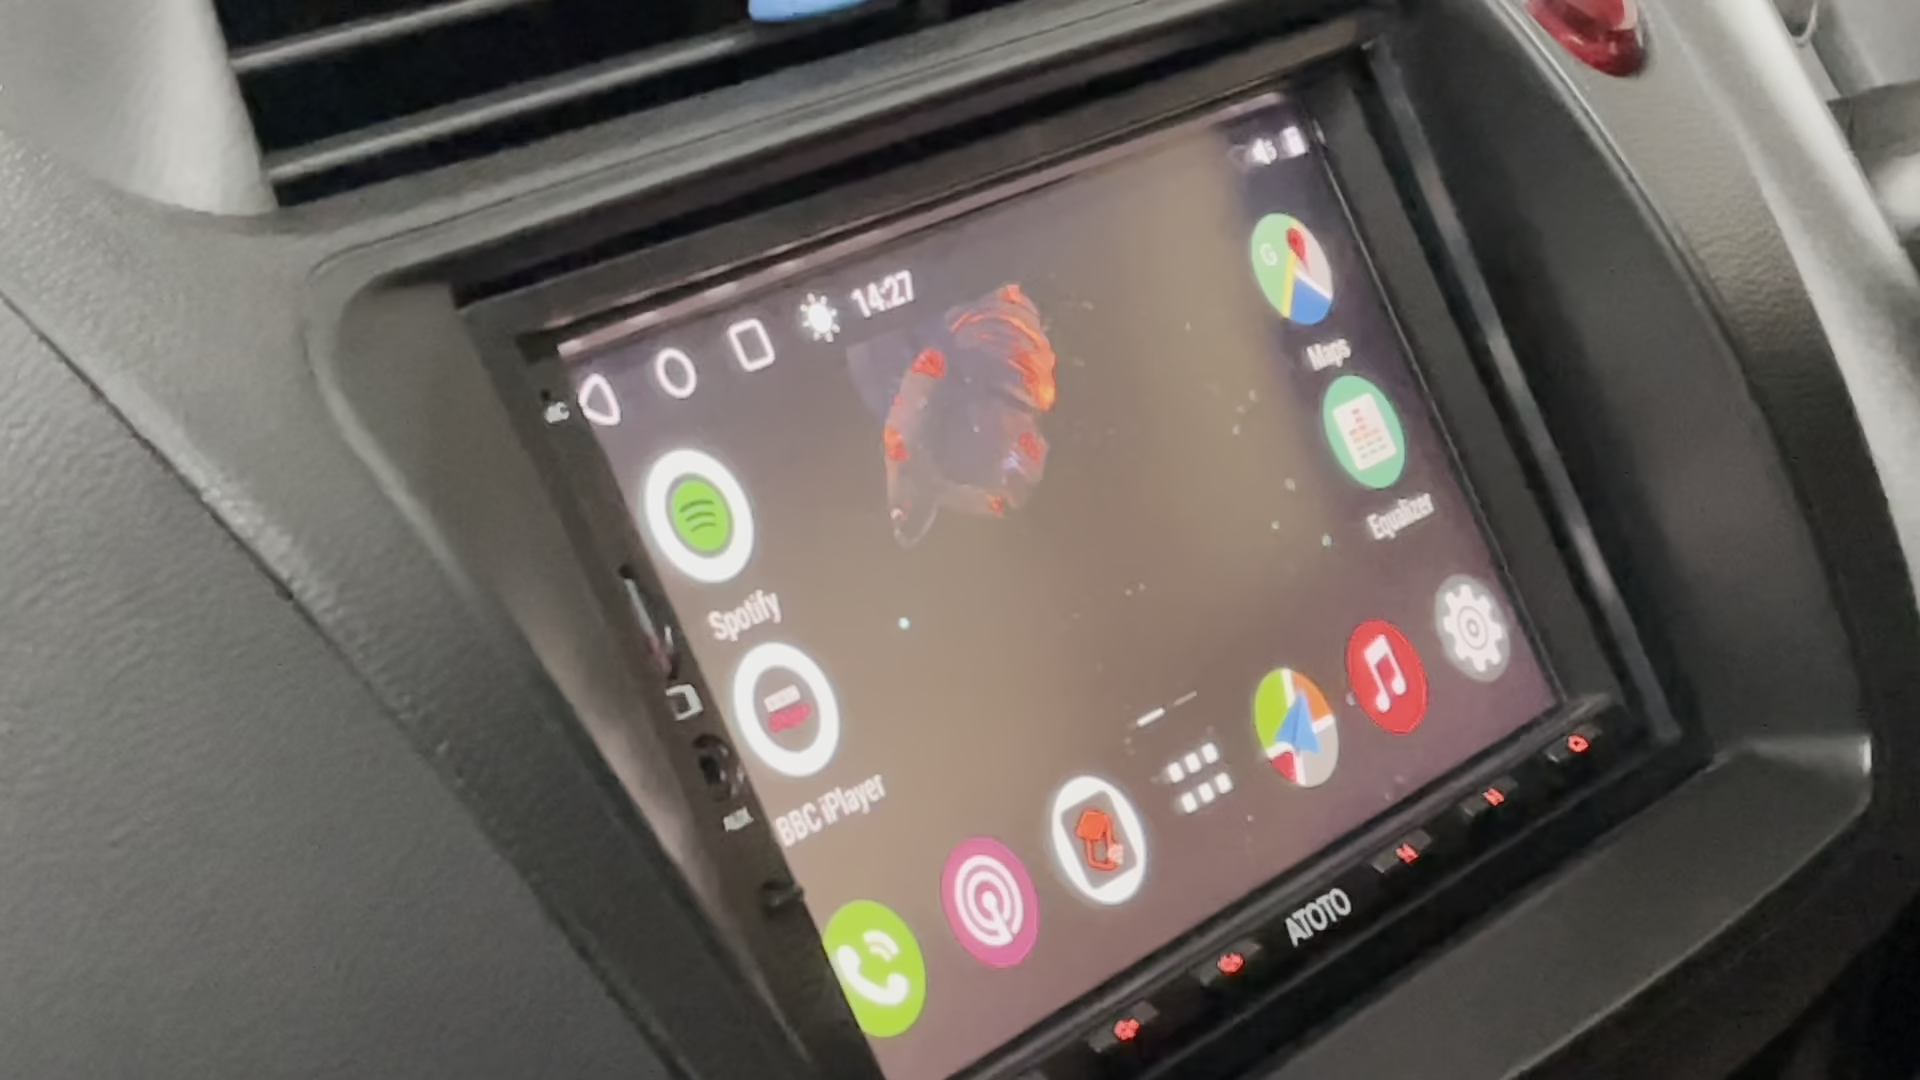 14:27
Maps
Equalizer
Spotify
BBC iPlayer
G
AUX
ATOTO